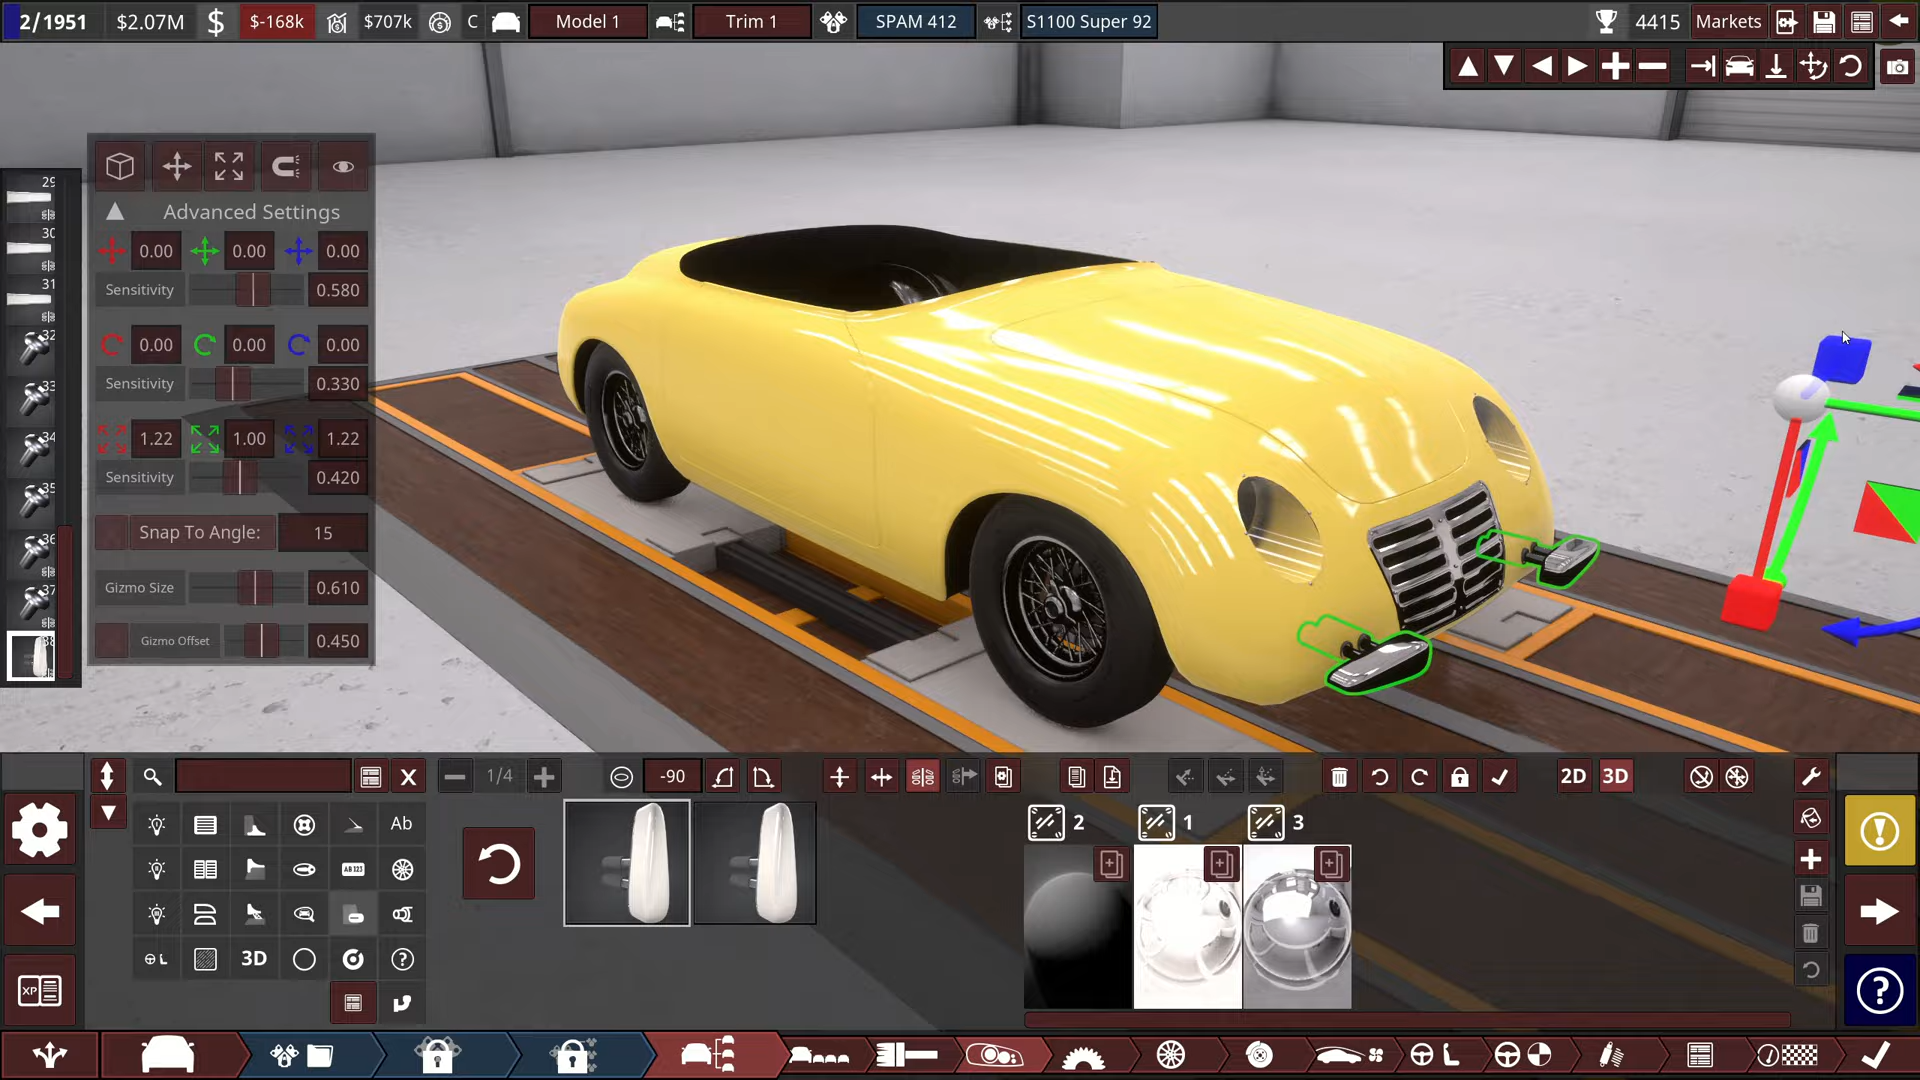 2/1951 $2.07M $ $-168k $707k C Model 1 Trim 1 SPAM 412 S1100 Super 92 4415 Markets
Advanced Settings
0.00 0.00 0.00
Sensitivity 0.580
0.00 0.00 0.00
Sensitivity 0.330
1.22 1.00 1.22
Sensitivity 0.420
Snap To Angle: 15
Gizmo Size 0.610
Gizmo Offset 0.450
29
30
31
32
33
34
35
36
37
38
X 1/4 -90 2D 3D
2 1 3
Ab
AB 123
3D
XP